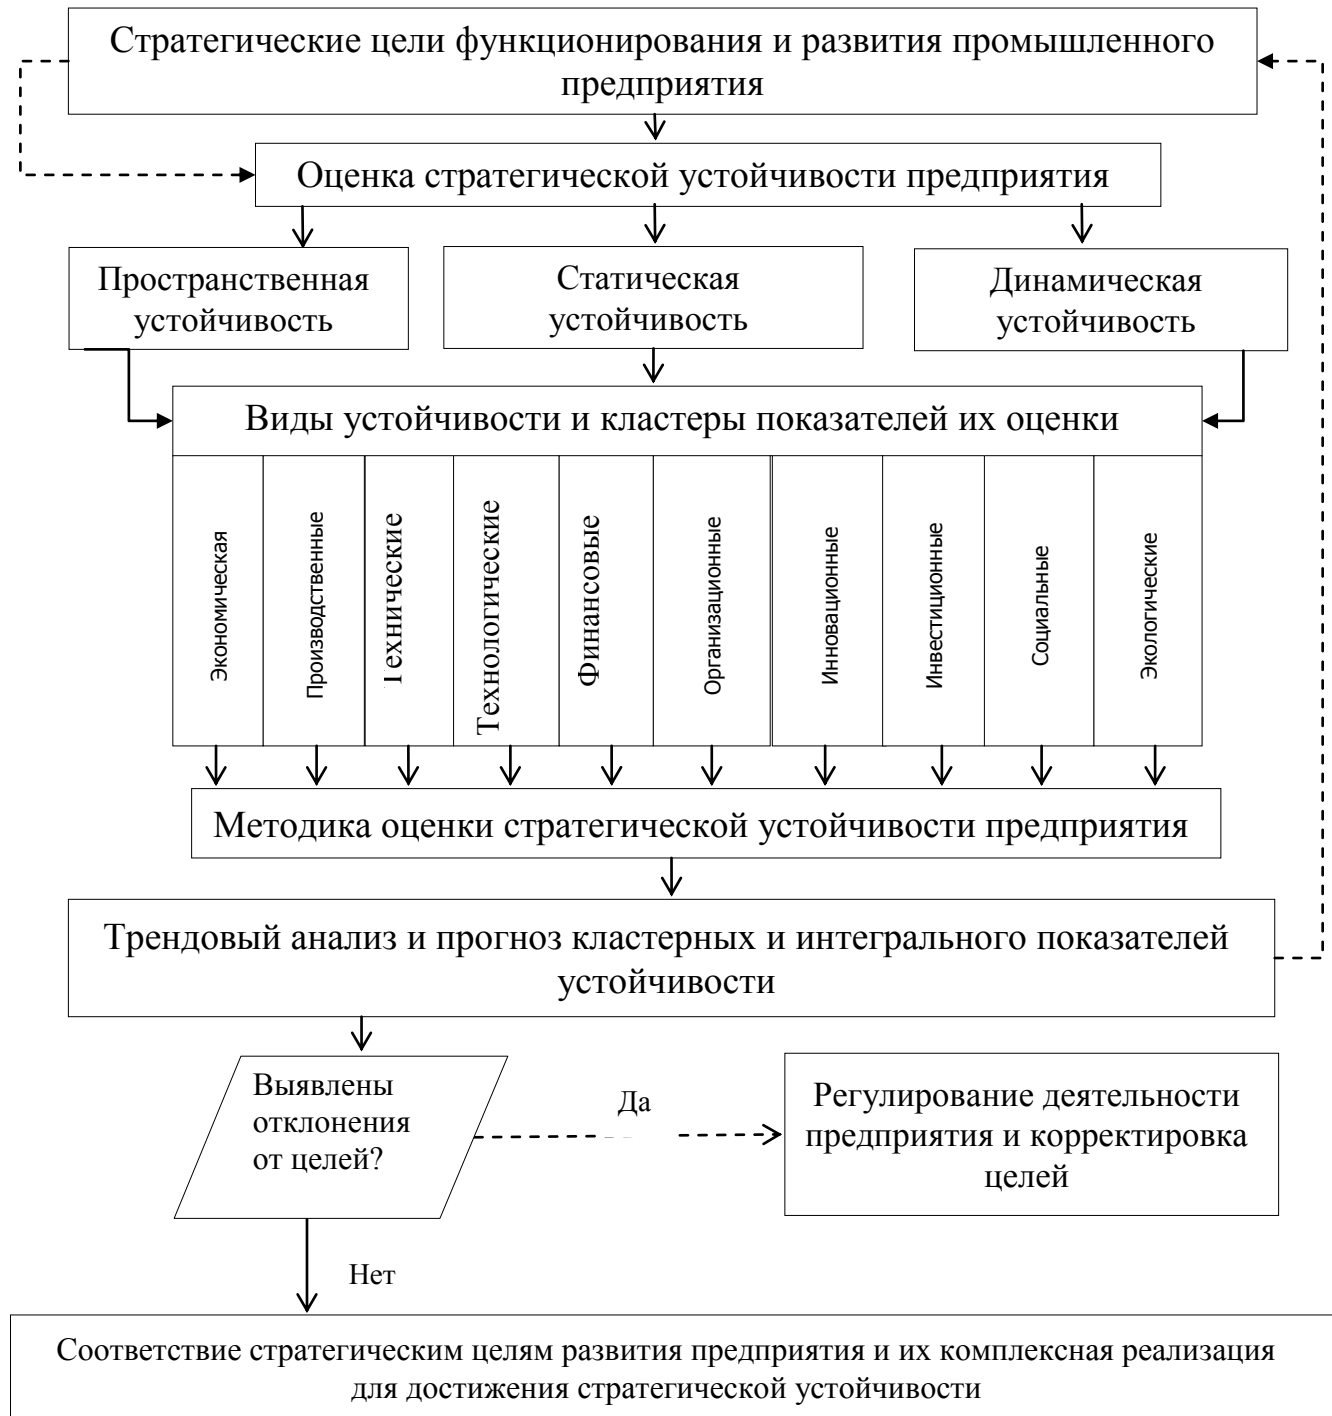 Стратегические цели функционирования и развития промышленного
предприятия
Оценка стратегической устойчивости предприятия
Пространственная
устойчивость
Статическая
устойчивость
Динамическая
устойчивость
Виды устойчивости и кластеры показателей их оценки
Экономическая
Производственные
Технические
Технологические
Финансовые
Организационные
Инновационные
Инвестиционные
Социальные
Экологические
Методика оценки стратегической устойчивости предприятия
Трендовый анализ и прогноз кластерных и интегрального показателей
устойчивости
Выявлены
отклонения
от целей?
Да
Регулирование деятельности
предприятия и корректировка
целей
Нет
Соответствие стратегическим целям развития предприятия и их комплексная реализация
для достижения стратегической устойчивости